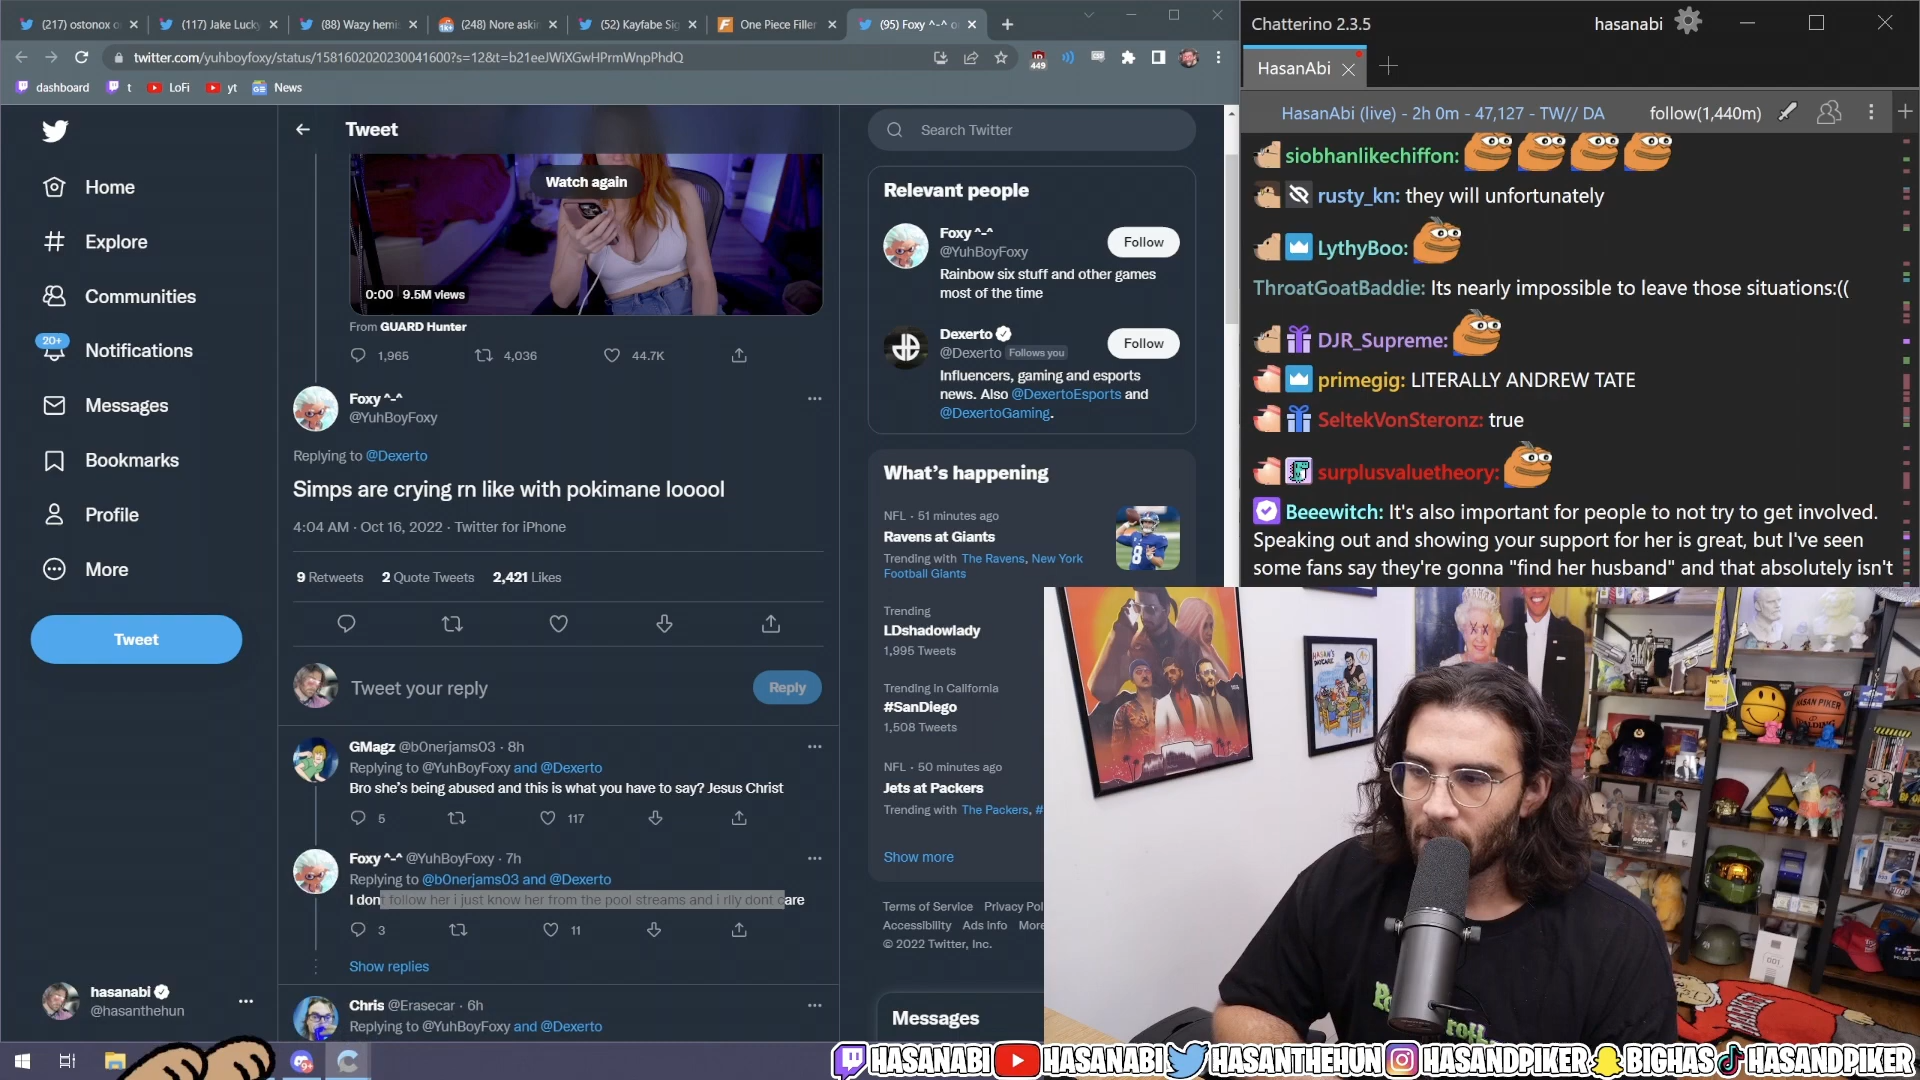 (217) ostonox o
(117) Jake Lucky
(88) Wazy hemis
(248) Nore askin
(52) Kayfabe Sig
One Piece Filler
(95) Foxy ^-^ o
twitter.com/yuhboyfoxy/status/1581602020230041600?s=12&t=b21eeJWiXGwHPrmWnpPhdQ
449
dashboard
t
LoFi
yt
News
Home
Explore
Communities
20+
Notifications
Messages
Bookmarks
Profile
More
Tweet
hasanabi
@hasanthehun
Tweet
Watch again
0:00 9.5M views
From GUARD Hunter
1,965
4,036
44.7K
Foxy ^-^
@YuhBoyFoxy
Replying to @Dexerto
Simps are crying rn like with pokimane looool
4:04 AM · Oct 16, 2022 · Twitter for iPhone
9 Retweets 2 Quote Tweets 2,421 Likes
Tweet your reply
Reply
GMagz @b0nerjams03 · 8h
Replying to @YuhBoyFoxy and @Dexerto
Bro she's being abused and this is what you have to say? Jesus Christ
5
117
Foxy ^-^ @YuhBoyFoxy · 7h
Replying to @b0nerjams03 and @Dexerto
I dont follow her i just know her from the pool streams and i rlly dont care
3
11
Show replies
Chris @Erasecar · 6h
Replying to @YuhBoyFoxy and @Dexerto
Search Twitter
Relevant people
Foxy ^-^
@YuhBoyFoxy
Follow
Rainbow six stuff and other games
most of the time
Dexerto
@Dexerto Follows you
Follow
Influencers, gaming and esports
news. Also @DexertoEsports and
@DexertoGaming.
What's happening
NFL · 51 minutes ago
Ravens at Giants
Trending with The Ravens, New York
Football Giants
Trending
LDshadowlady
1,995 Tweets
Trending in California
#SanDiego
1,508 Tweets
NFL · 50 minutes ago
Jets at Packers
Trending with The Packers, #
Show more
Terms of Service Privacy Pol
Accessibility Ads info More
© 2022 Twitter, Inc.
Messages
Chatterino 2.3.5
hasanabi
HasanAbi
HasanAbi (live) - 2h 0m - 47,127 - TW// DA
follow(1,440m)
siobhanlikechiffon:
rusty_kn: they will unfortunately
LythyBoo:
ThroatGoatBaddie: Its nearly impossible to leave those situations:((
DJR_Supreme:
primegig: LITERALLY ANDREW TATE
SeltekVonSteronz: true
surplusvaluetheory:
Beeewitch: It's also important for people to not try to get involved.
Speaking out and showing your support for her is great, but I've seen
some fans say they're gonna "find her husband" and that absolutely isn't
HASAN PIKER
HASANABI
HASANABI
HASANTHEHUN
HASANDPIKER
BIGHAS
HASANDPIKER